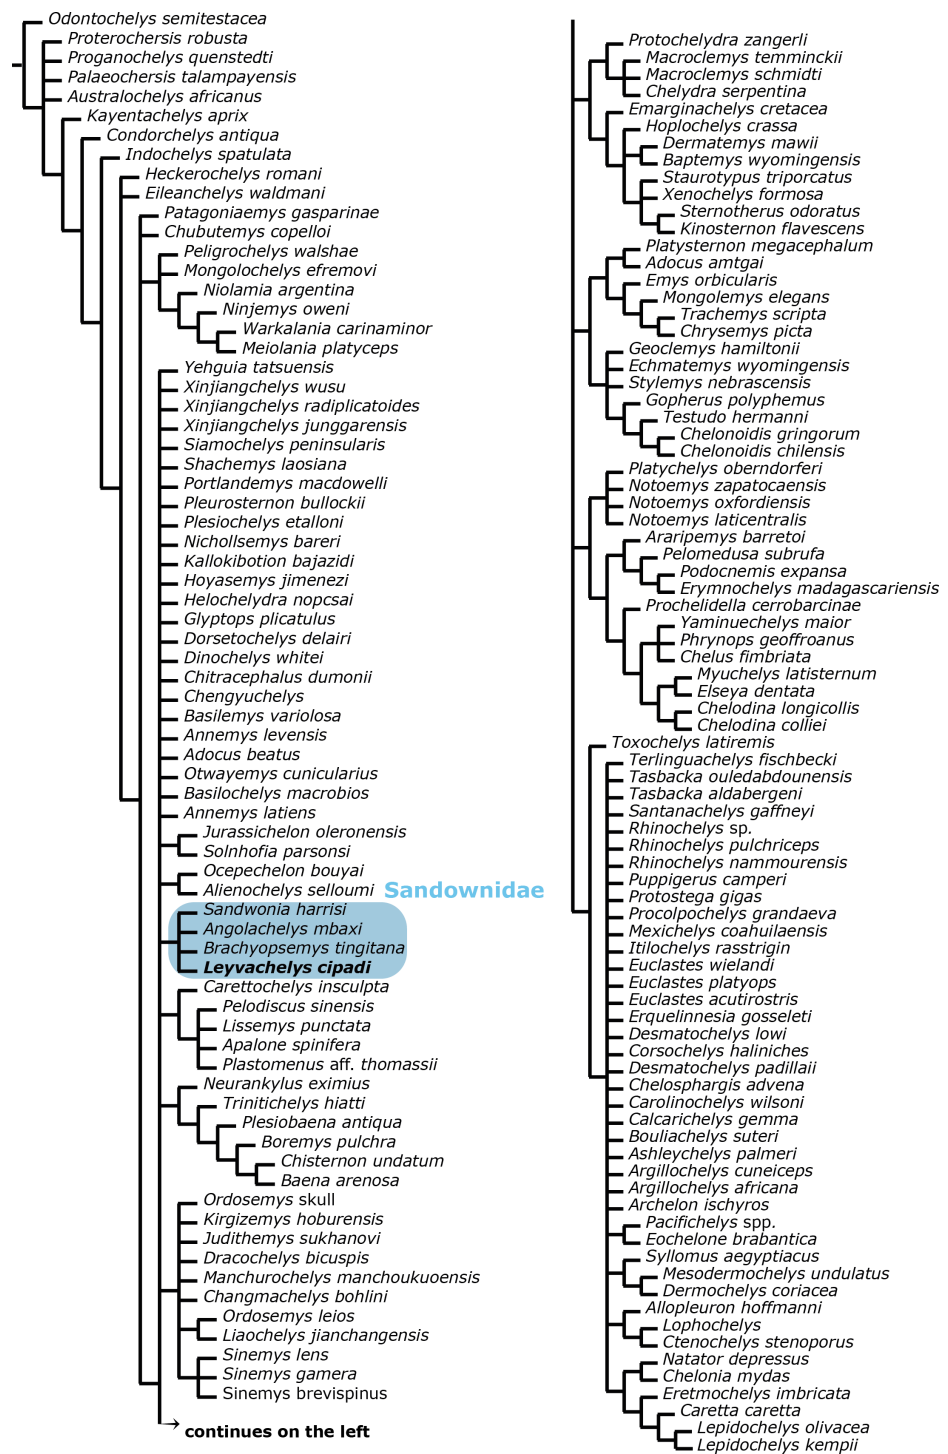 Odontochelys semitestacea
Proterochersis robusta
Proganochelys quenstedti
Palaeochersis talampayensis
Australochelys africanus
Kayentachelys aprix
Condorchelys antiqua
Indochelys spatulata
Heckerochelys romani
Eileanchelys waldmani
Patagoniaemys gasparinae
Chubutemys copelloi
Peligrochelys walshae
Mongolochelys efremovi
Niolamia argentina
Ninjemys oweni
Warkalania carinaminor
Meiolania platyceps
Yehguia tatsuensis
Xinjiangchelys wusu
Xinjiangchelys radiplicatoides
Xinjiangchelys junggarensis
Siamochelys peninsularis
Shachemys laosiana
Portlandemys macdowelli
Pleurosternon bullockii
Plesiochelys etalloni
Nichollsemys bareri
Kallokibotion bajazidi
Hoyasemys jimenezi
Helochelydra nopcsai
Glyptops plicatulus
Dorsetochelys delairi
Dinochelys whitei
Chitracephalus dumonii
Chengyuchelys
Basilemys variolosa
Annemys levensis
Adocus beatus
Otwayemys cunicularius
Basilochelys macrobios
Annemys latiens
Jurassichelon oleronensis
Solnhofia parsonsi
Ocepechelon bouyai
Alienochelys selloumi
Sandownidae
Sandwonia harrisi
Angolachelys mbaxi
Brachyopsemys tingitana
Leyvachelys cipadi
Carettochelys insculpta
Pelodiscus sinensis
Lissemys punctata
Apalone spinifera
Plastomenus aff. thomassii
Neurankylus eximius
Trinitichelys hiatti
Plesiobaena antiqua
Boremys pulchra
Chisternon undatum
Baena arenosa
Ordosemys skull
Kirgizemys hoburensis
Judithemys sukhanovi
Dracochelys bicuspis
Manchurochelys manchoukuoensis
Changmachelys bohlini
Ordosemys leios
Liaochelys jianchangensis
Sinemys lens
Sinemys gamera
Sinemys brevispinus
continues on the left
Protochelydra zangerli
Macroclemys temminckii
Macroclemys schmidti
Chelydra serpentina
Emarginachelys cretacea
Hoplochelys crassa
Dermatemys mawii
Baptemys wyomingensis
Staurotypus triporcatus
Xenochelys formosa
Sternotherus odoratus
Kinosternon flavescens
Platysternon megacephalum
Adocus amtgai
Emys orbicularis
Mongolemys elegans
Trachemys scripta
Chrysemys picta
Geoclemys hamiltonii
Echmatemys wyomingensis
Stylemys nebrascensis
Gopherus polyphemus
Testudo hermanni
Chelonoidis gringorum
Chelonoidis chilensis
Platychelys oberndorferi
Notoemys zapatocaensis
Notoemys oxfordiensis
Notoemys laticentralis
Araripemys barretoi
Pelomedusa subrufa
Podocnemis expansa
Erymnochelys madagascariensis
Prochelidella cerrobarcinae
Yaminuechelys maior
Phrynops geoffroanus
Chelus fimbriata
Myuchelys latisternum
Elseya dentata
Chelodina longicollis
Chelodina colliei
Toxochelys latiremis
Terlinguachelys fischbecki
Tasbacka ouledabdounensis
Tasbacka aldabergeni
Santanachelys gaffneyi
Rhinochelys sp.
Rhinochelys pulchriceps
Rhinochelys nammourensis
Puppigerus camperi
Protostega gigas
Procolpochelys grandaeva
Mexichelys coahuilaensis
Itilochelys rasstrigin
Euclastes wielandi
Euclastes platyops
Euclastes acutirostris
Erquelinnesia gosseleti
Desmatochelys lowi
Corsochelys haliniches
Desmatochelys padillaii
Chelosphargis advena
Carolinochelys wilsoni
Calcarichelys gemma
Bouliachelys suteri
Ashleychelys palmeri
Argillochelys cuneiceps
Argillochelys africana
Archelon ischyros
Pacifichelys spp.
Eochelone brabantica
Syllomus aegyptiacus
Mesodermochelys undulatus
Dermochelys coriacea
Allopleuron hoffmanni
Lophochelys
Ctenochelys stenoporus
Natator depressus
Chelonia mydas
Eretmochelys imbricata
Caretta caretta
Lepidochelys olivacea
Lepidochelys kempii